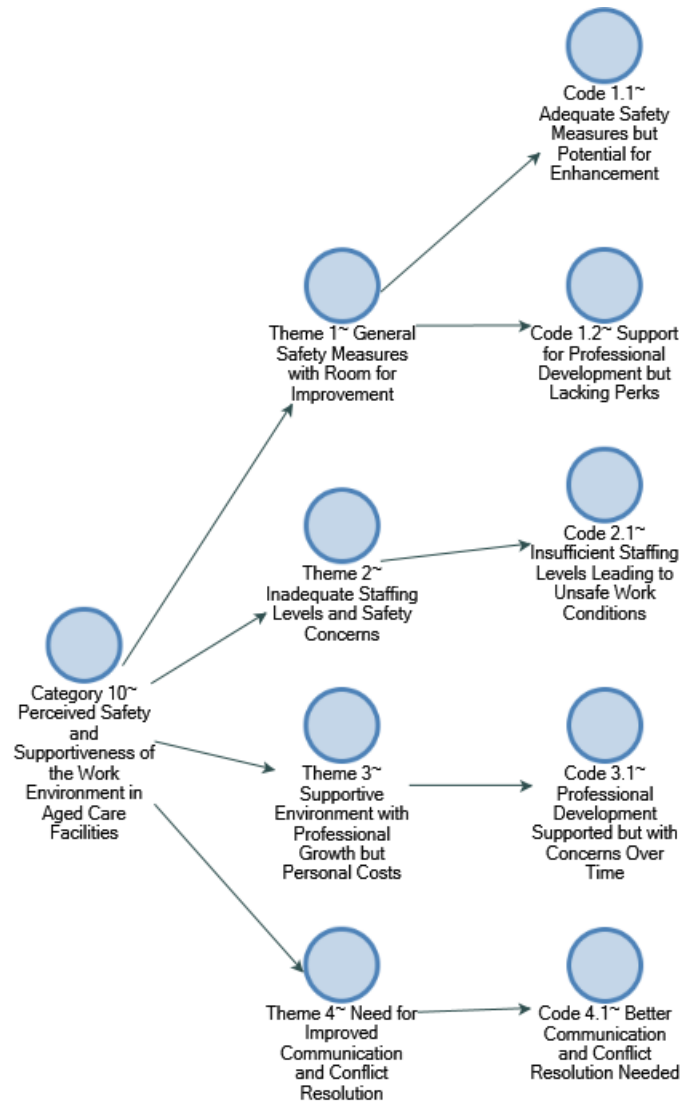 Code 1.1~
Adequate Safety
Measures but
Potential for
Enhancement
Theme 1~ General
Safety Measures
with Room for
Improvement
Code 1.2~ Support
for Professional
Development but
Lacking Perks
Theme 2~
Inadequate Staffing
Levels and Safety
Concerns
Code 2.1~
Insufficient Staffing
Levels Leading to
Unsafe Work
Conditions
Category 10~
Perceived Safety
and
Supportiveness of
the Work
Environment in
Aged Care
Facilities
Theme 3~
Supportive
Environment with
Professional
Growth but
Personal Costs
Code 3.1~
Professional
Development
Supported but with
Concerns Over
Time
Theme 4~ Need for
Improved
Communication
and Conflict
Resolution
Code 4.1~ Better
Communication
and Conflict
Resolution Needed